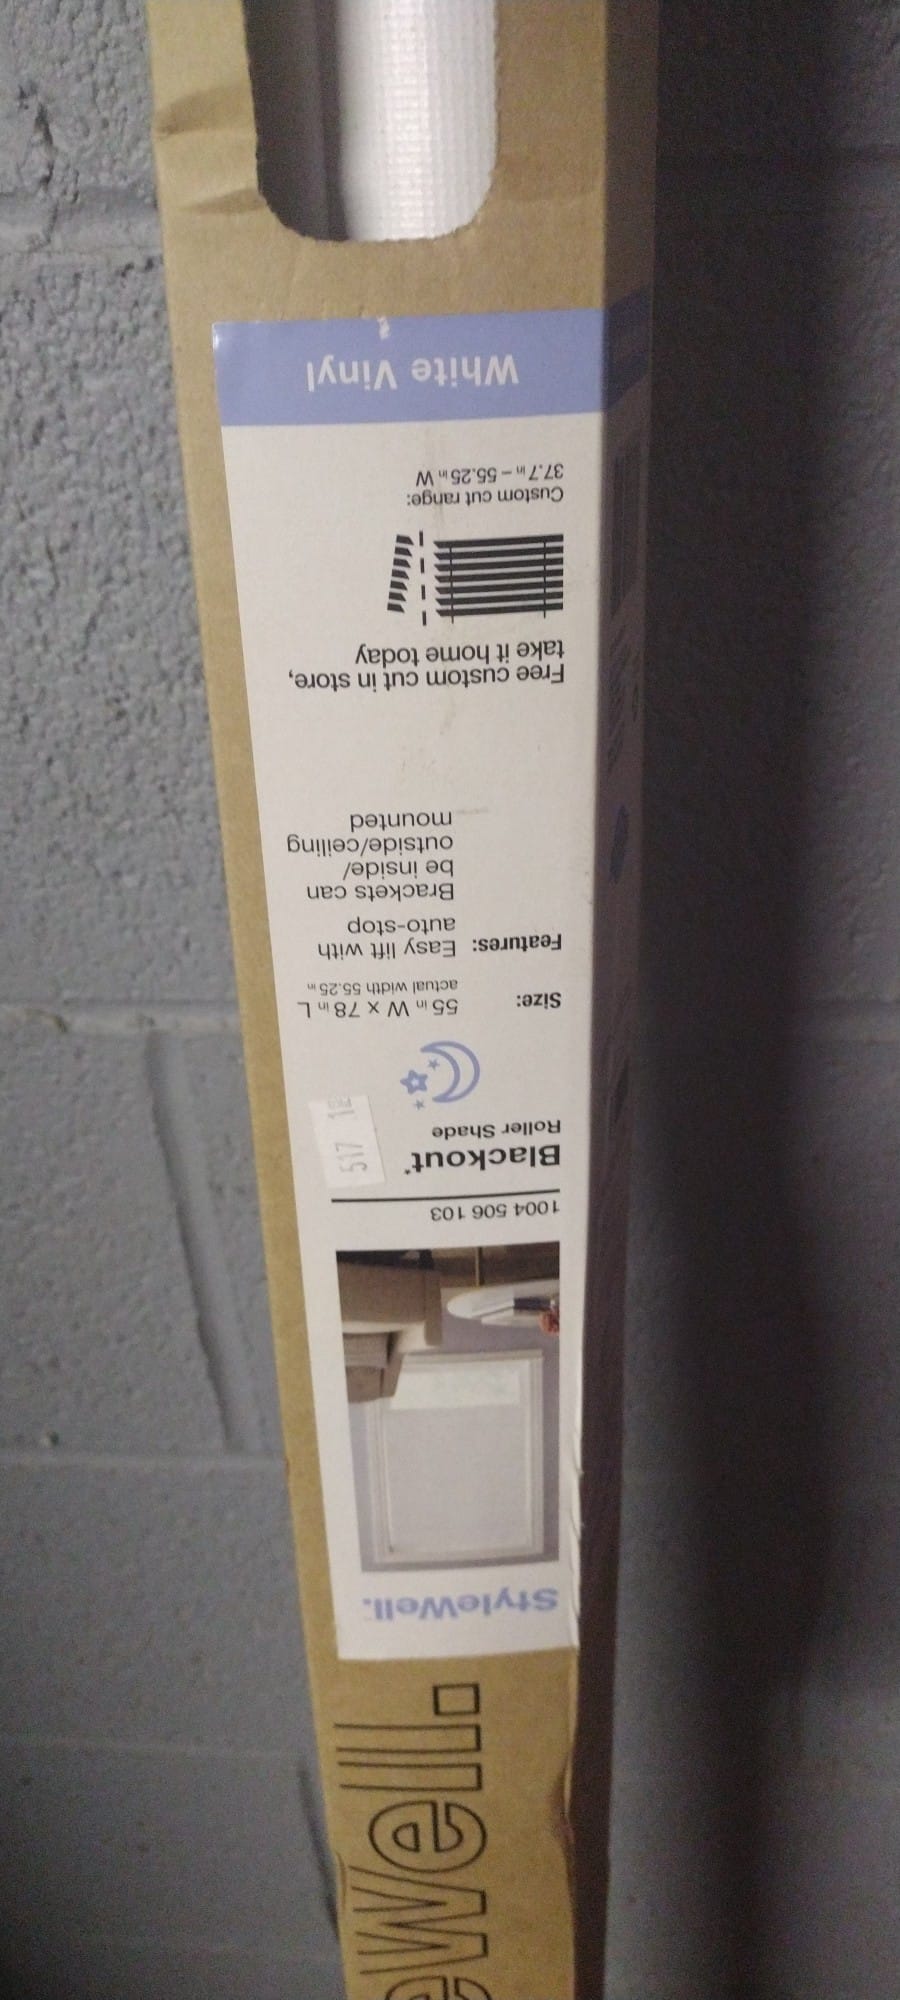 StyleWell.
1004 506 103
Blackout*
Roller Shade
517
Size: 55 in W x 78 in L
actual width 55.25 in
Features: Easy lift with
auto-stop
Brackets can
be inside/
outside/ceiling
mounted
Free custom cut in store,
take it home today
Custom cut range:
37.7 in – 55.25 in W
White Vinyl
eWell.